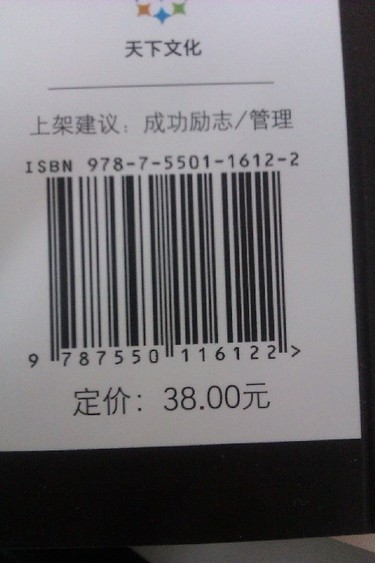 天下文化
上架建议：成功励志/管理
ISBN 978-7-5501-1612-2
9 787550 116122 >
定价：38.00元